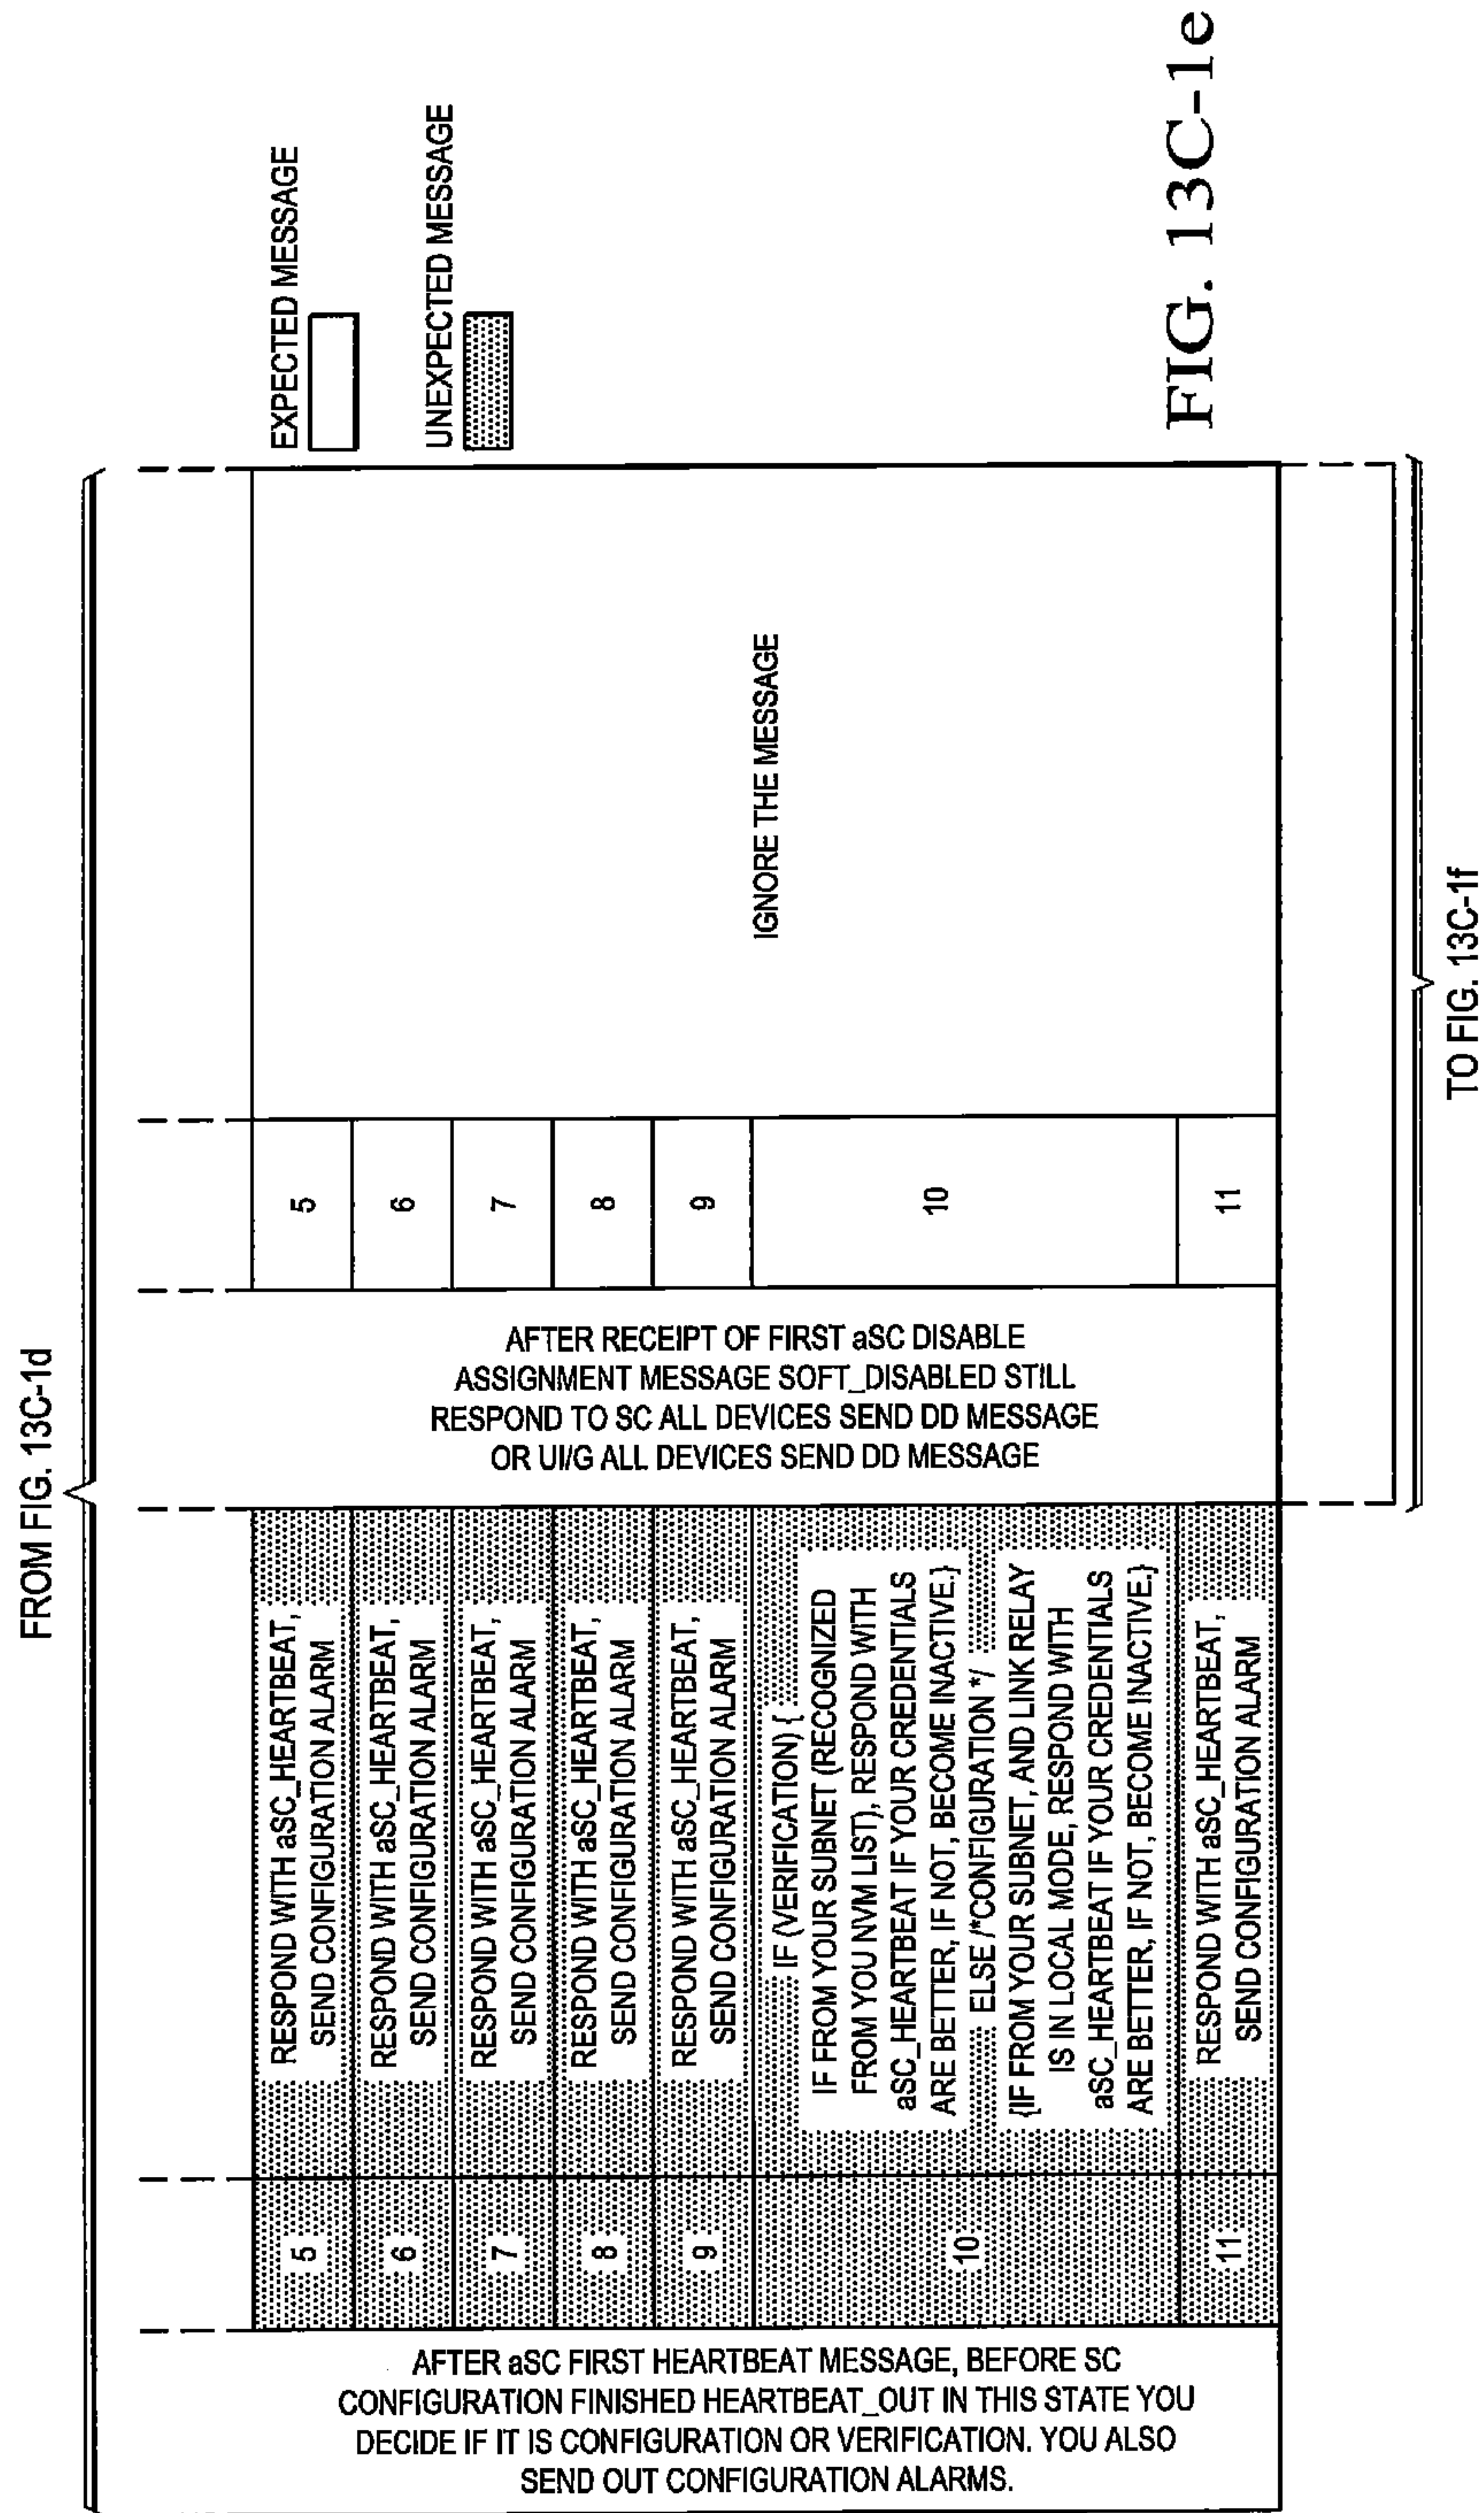 FROM FIG. 13C-1d
AFTER aSC FIRST HEARTBEAT MESSAGE, BEFORE SC
CONFIGURATION FINISHED HEARTBEAT_OUT IN THIS STATE YOU
DECIDE IF IT IS CONFIGURATION OR VERIFICATION. YOU ALSO
SEND OUT CONFIGURATION ALARMS.
5
RESPOND WITH aSC_HEARTBEAT,
SEND CONFIGURATION ALARM
6
RESPOND WITH aSC_HEARTBEAT,
SEND CONFIGURATION ALARM
7
RESPOND WITH aSC_HEARTBEAT,
SEND CONFIGURATION ALARM
8
RESPOND WITH aSC_HEARTBEAT,
SEND CONFIGURATION ALARM
9
RESPOND WITH aSC_HEARTBEAT,
SEND CONFIGURATION ALARM
10
IF (VERIFICATION) {
IF FROM YOUR SUBNET (RECOGNIZED
FROM YOU NVM LIST), RESPOND WITH
aSC_HEARTBEAT IF YOUR CREDENTIALS
ARE BETTER, IF NOT, BECOME INACTIVE.}
ELSE /*CONFIGURATION */
{IF FROM YOUR SUBNET, AND LINK RELAY
IS IN LOCAL MODE, RESPOND WITH
aSC_HEARTBEAT IF YOUR CREDENTIALS
ARE BETTER, IF NOT, BECOME INACTIVE.}
11
RESPOND WITH aSC_HEARTBEAT,
SEND CONFIGURATION ALARM
AFTER RECEIPT OF FIRST aSC DISABLE
ASSIGNMENT MESSAGE SOFT_DISABLED STILL
RESPOND TO SC ALL DEVICES SEND DD MESSAGE
OR UI/G ALL DEVICES SEND DD MESSAGE
5
6
7
8
9
10
11
IGNORE THE MESSAGE
EXPECTED MESSAGE
UNEXPECTED MESSAGE
TO FIG. 13C-1f
FIG. 13C-1e